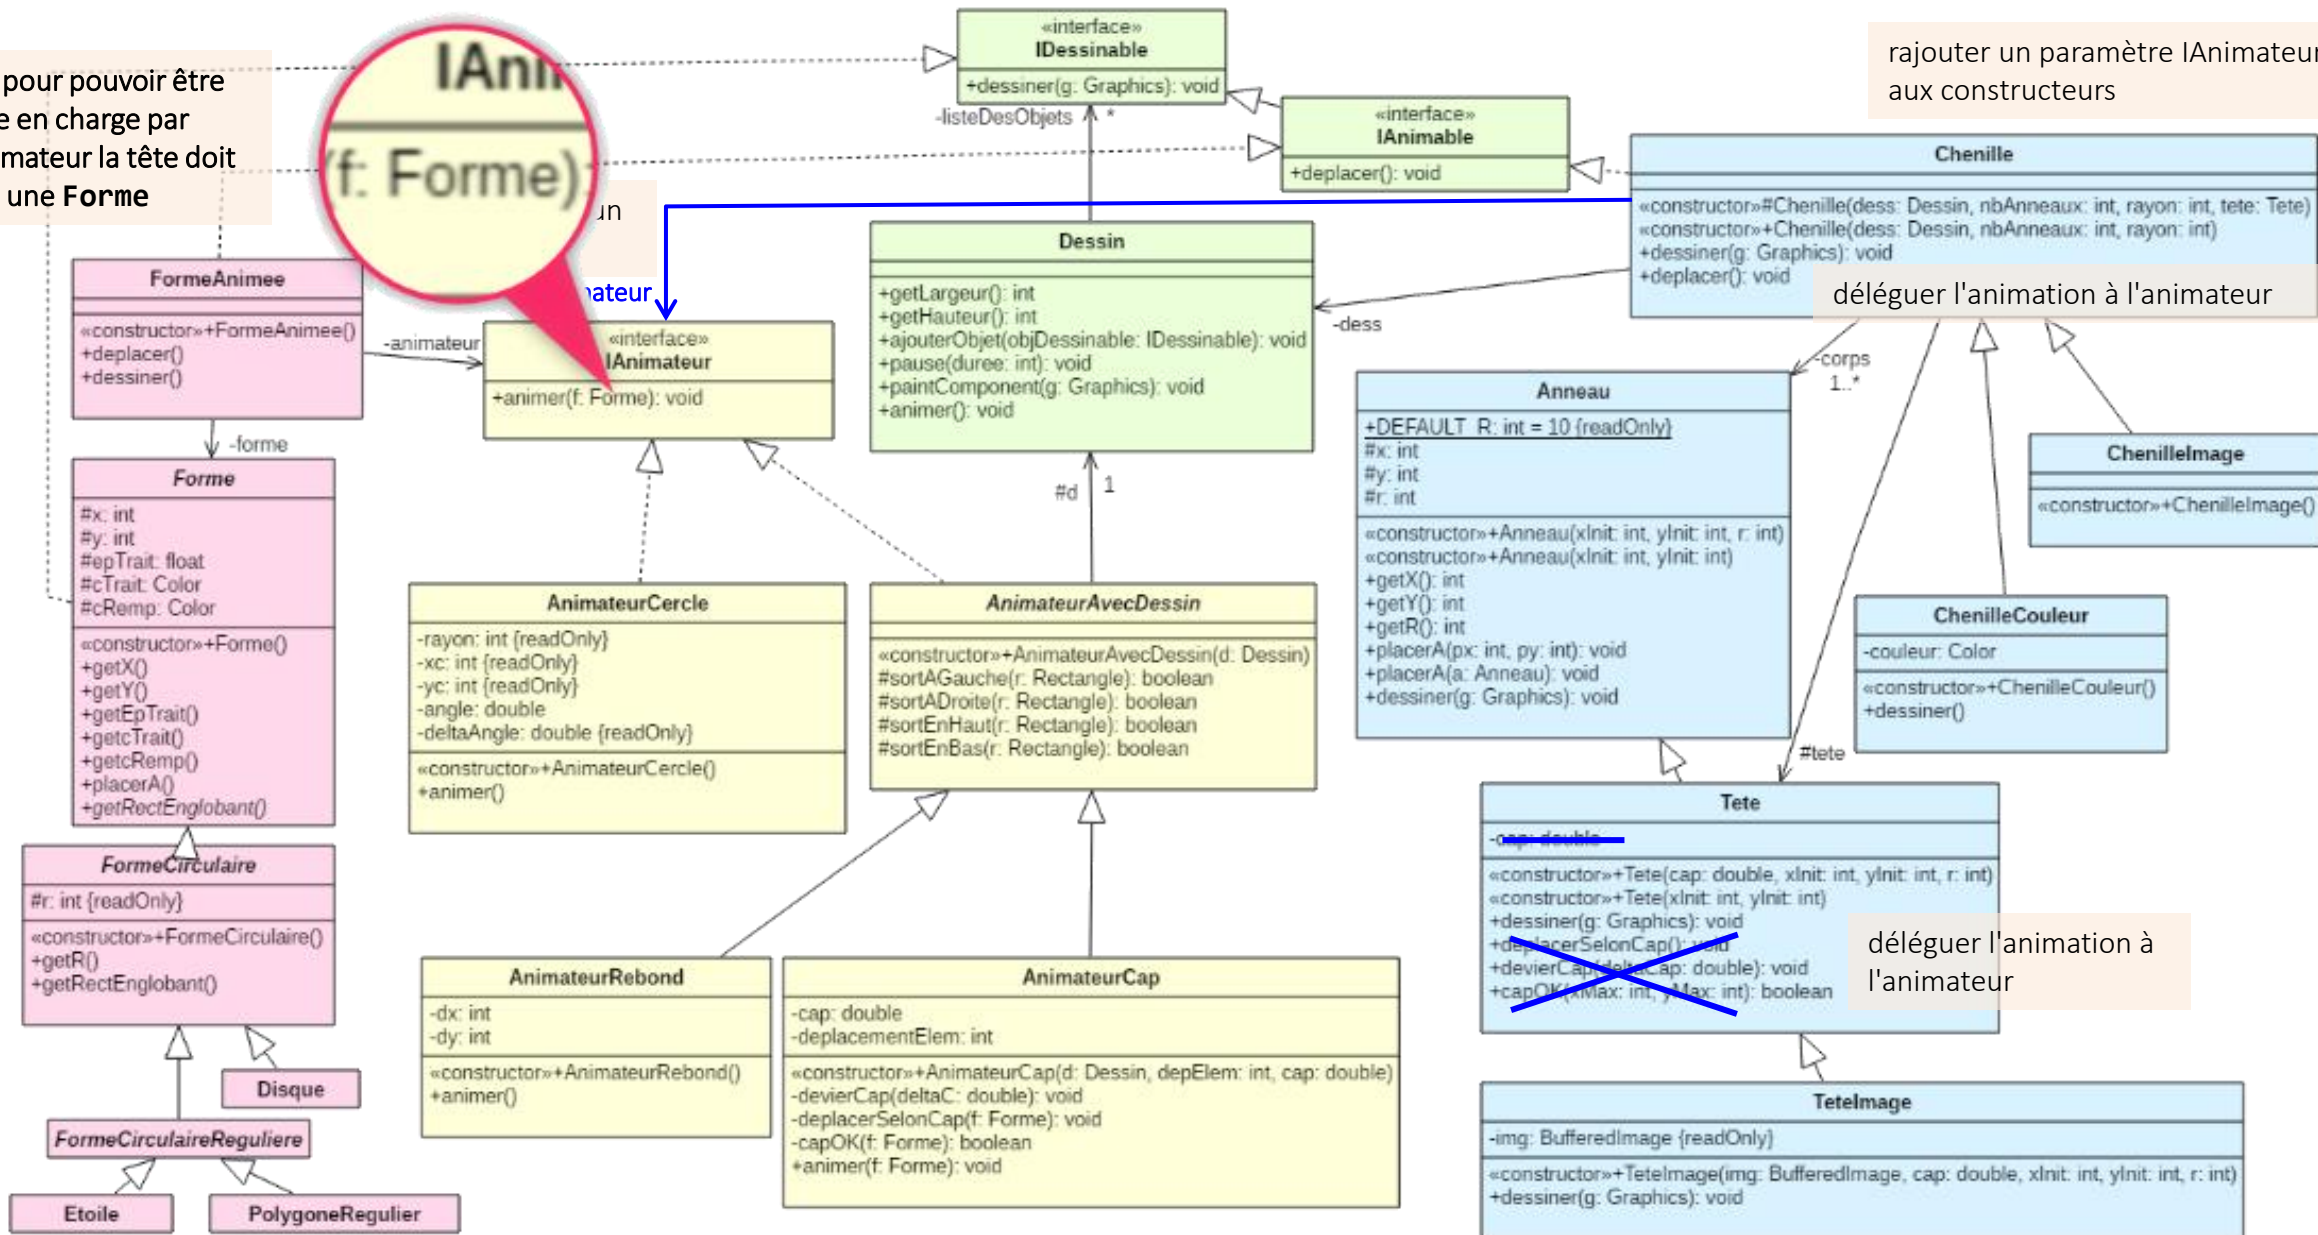 pour pouvoir être
en charge par
la tête doit
une Forme
rajouter un paramètre IAnimateur
aux constructeurs
(f: Forme):
un
«interface»
IDessinable
+dessiner(g: Graphics): void
-listeDesObjets *
«interface»
IAnimable
+deplacer(): void
Chenille
«constructor»#Chenille(dess: Dessin, nbAnneaux: int, rayon: int, tete: Tete)
«constructor»+Chenille(dess: Dessin, nbAnneaux: int, rayon: int)
+dessiner(g: Graphics): void
+deplacer(): void
déléguer l'animation à l'animateur
FormeAnimee
«constructor»+FormeAnimee()
+deplacer()
+dessiner()
-animateur
-forme
«interface»
IAnimateur
+animer(f: Forme): void
Dessin
+getLargeur(): int
+getHauteur(): int
+ajouterObjet(objDessinable: IDessinable): void
+pause(duree: int): void
+paintComponent(g: Graphics): void
+animer(): void
-dess
-corps
1..*
#d 1
Forme
#x: int
#y: int
#epTrait: float
#cTrait: Color
#cRemp: Color
«constructor»+Forme()
+getX()
+getY()
+getEpTrait()
+getcTrait()
+getcRemp()
+placerA()
+getRectEnglobant()
AnimateurCercle
-rayon: int {readOnly}
-xc: int {readOnly}
-yc: int {readOnly}
-angle: double
-deltaAngle: double {readOnly}
«constructor»+AnimateurCercle()
+animer()
AnimateurAvecDessin
«constructor»+AnimateurAvecDessin(d: Dessin)
#sortAGauche(r: Rectangle): boolean
#sortADroite(r: Rectangle): boolean
#sortEnHaut(r: Rectangle): boolean
#sortEnBas(r: Rectangle): boolean
Anneau
+DEFAULT_R: int = 10 {readOnly}
#x: int
#y: int
#r: int
«constructor»+Anneau(xInit: int, yInit: int, r: int)
«constructor»+Anneau(xInit: int, yInit: int)
+getX(): int
+getY(): int
+getR(): int
+placerA(px: int, py: int): void
+placerA(a: Anneau): void
+dessiner(g: Graphics): void
ChenilleImage
«constructor»+ChenilleImage()
ChenilleCouleur
-couleur: Color
«constructor»+ChenilleCouleur()
+dessiner()
#tete
FormeCirculaire
#r: int {readOnly}
«constructor»+FormeCirculaire()
+getR()
+getRectEnglobant()
Disque
FormeCirculaireReguliere
Etoile
PolygoneRegulier
AnimateurRebond
-dx: int
-dy: int
«constructor»+AnimateurRebond()
+animer()
AnimateurCap
-cap: double
-deplacementElem: int
«constructor»+AnimateurCap(d: Dessin, depElem: int, cap: double)
-devierCap(deltaC: double): void
-deplacerSelonCap(f: Forme): void
-capOK(f: Forme): boolean
+animer(f: Forme): void
Tete
-cap: double
«constructor»+Tete(cap: double, xInit: int, yInit: int, r: int)
«constructor»+Tete(xInit: int, yInit: int)
+dessiner(g: Graphics): void
+deplacerSelonCap(): void
+devierCap(deltaCap: double): void
+capOK(xMax: int, yMax: int): boolean
déléguer l'animation à
l'animateur
TeteImage
-img: BufferedImage {readOnly}
«constructor»+TeteImage(img: BufferedImage, cap: double, xInit: int, yInit: int, r: int)
+dessiner(g: Graphics): void